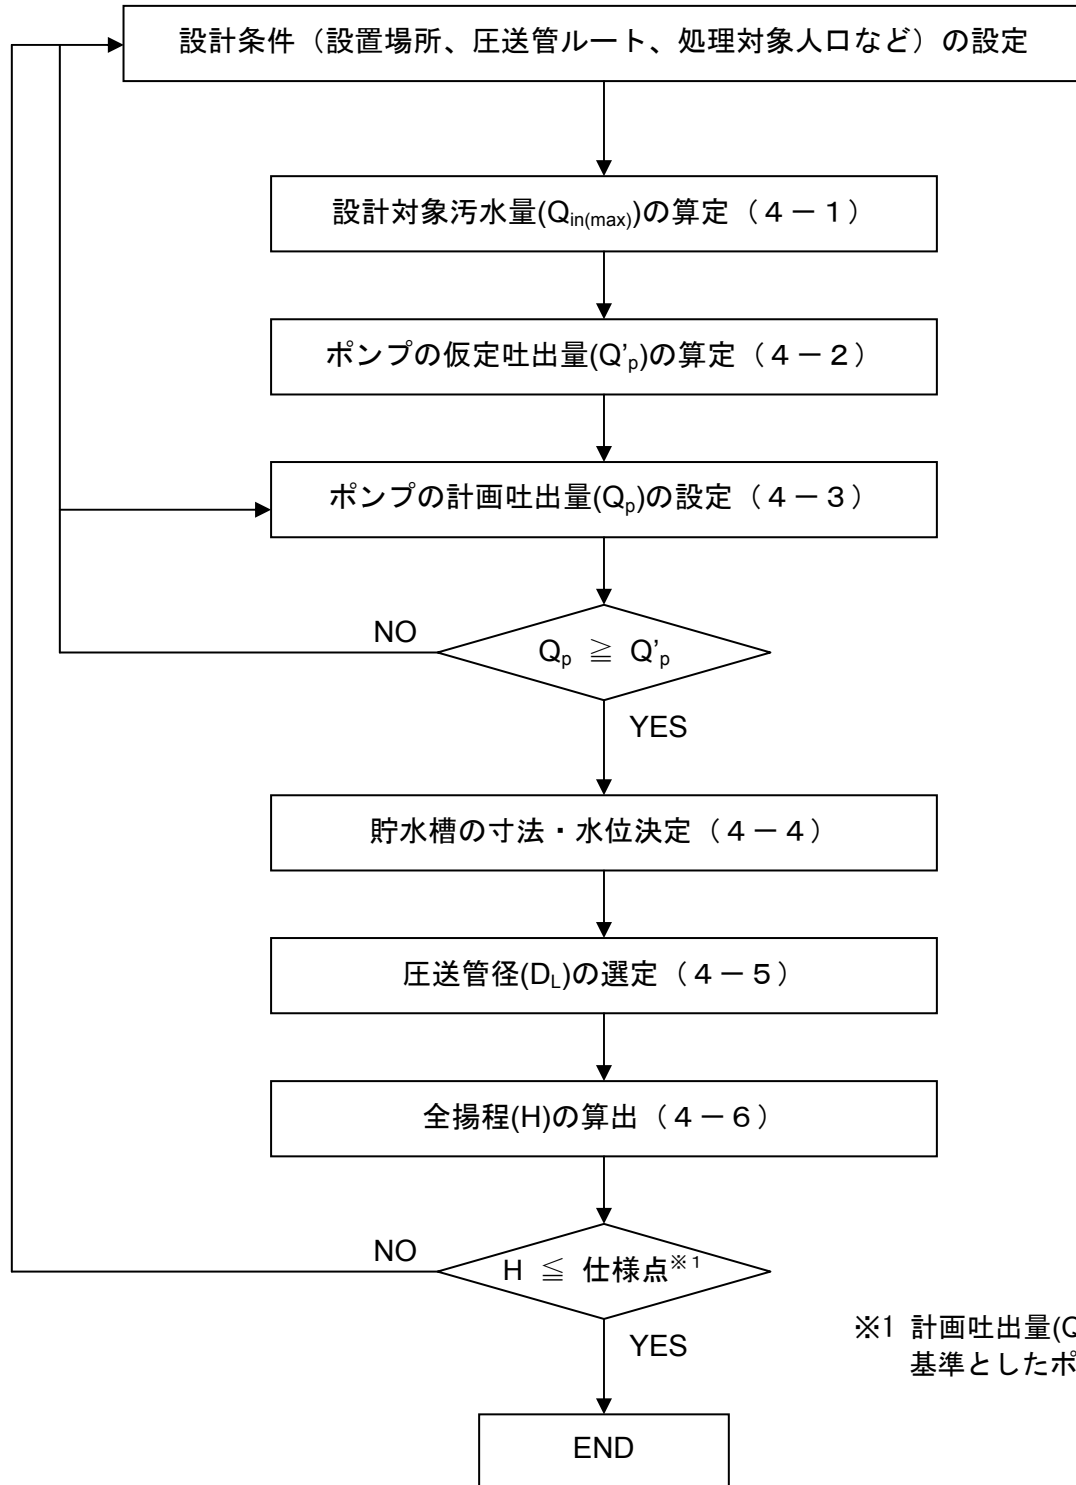 設計条件（設置場所、圧送管ルート、処理対象人口など）の設定
設計対象汚水量(Qin(max))の算定（４－１）
ポンプの仮定吐出量(Q’p)の算定（４－２）
ポンプの計画吐出量(Qp)の設定（４－３）
NO
Qp ≧ Q’p
YES
貯水槽の寸法・水位決定（４－４）
圧送管径(DL)の選定（４－５）
全揚程(H)の算出（４－６）
NO
H ≦ 仕様点※1
YES
※1 計画吐出量(Q
基準としたポ
END